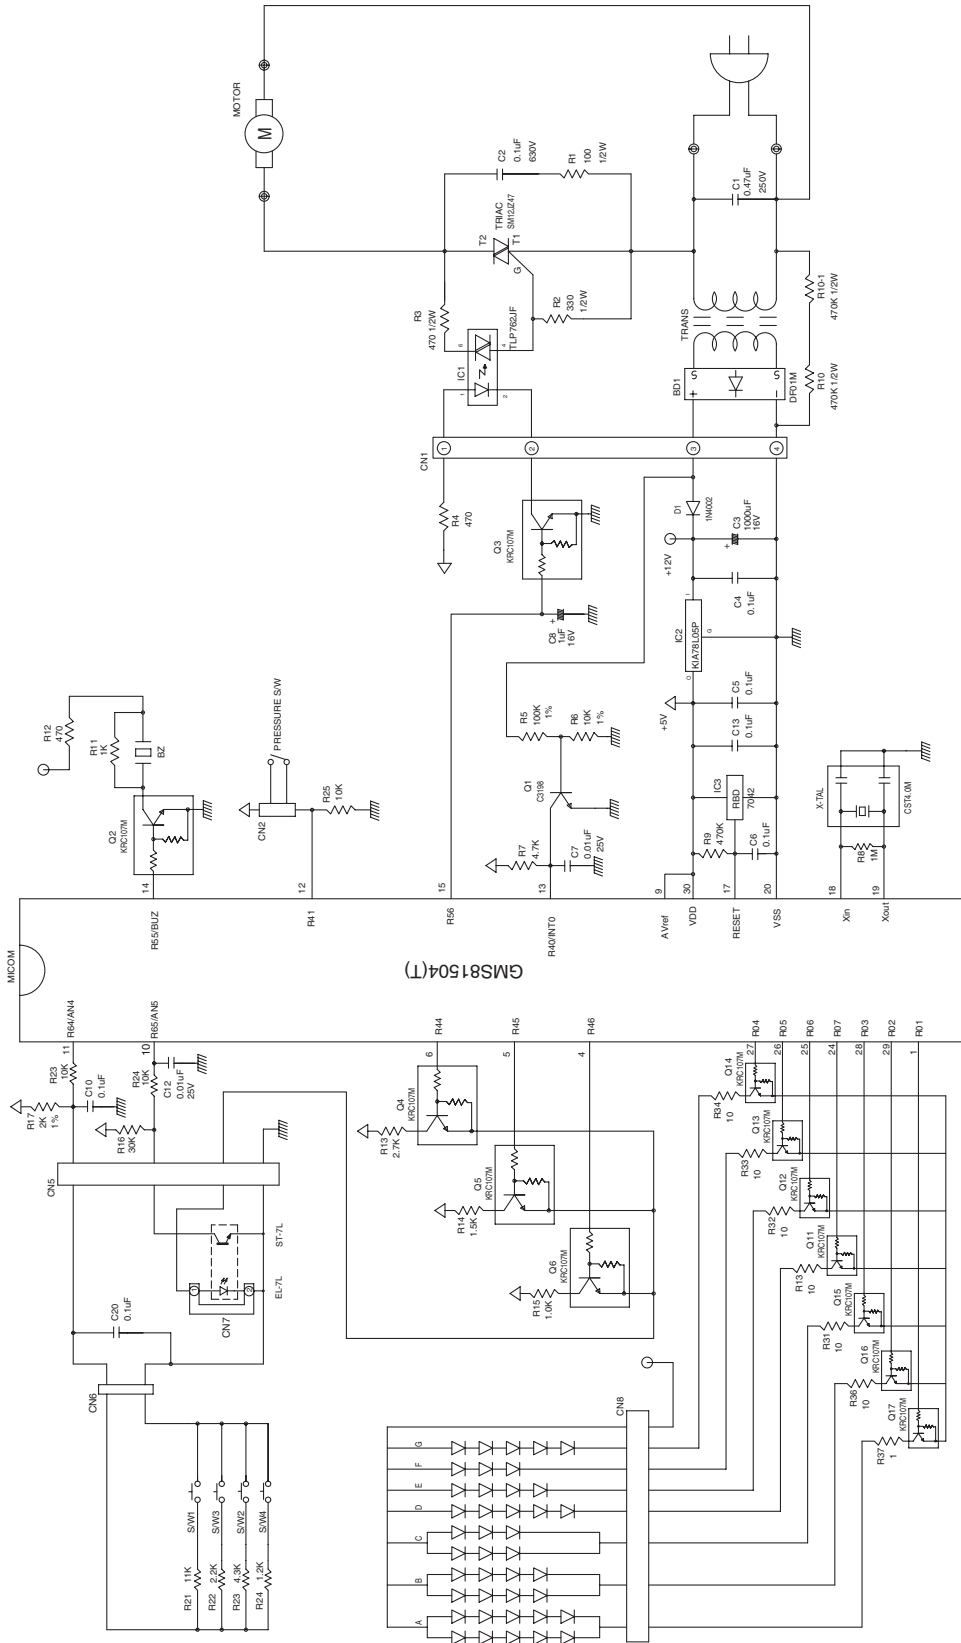 MOTOR
M
C2
0.1uF
630V
R1
100
1/2W
T2
TRIAC
SM12JZ47
T1
G
R3
470 1/2W
R2
330
1/2W
TLP762JF
IC1
6
4
1
2
C1
0.47uF
250V
TRANS
R10-1
470K 1/2W
R10
470K 1/2W
BD1
+
-
S
S
DF01M
CN1
1
2
3
4
R4
470
Q3
KRC107M
C8
1uF
16V
+
D1
1N4002
+12V
C3
1000uF
16V
+
C4
0.1uF
IC2
KIA78L05P
I
G
O
+5V
C5
0.1uF
C13
0.1uF
IC3
RBD
7042
R9
470K
C6
0.1uF
R5
100K
1%
R6
10K
1%
Q1
C3198
R7
4.7K
C7
0.01uF
25V
X-TAL
CST4.0M
R8
1M
R12
470
R11
1K
BZ
Q2
KRC107M
PRESSURE S/W
CN2
R25
10K
14
12
15
13
9
30
17
20
18
19
MICOM
R55/BUZ
R41
R56
R40/INT0
AVref
VDD
RESET
VSS
Xin
Xout
GMS81504(T)
R64/AN4
R65/AN5
R44
R45
R46
R04
R05
R06
R07
R03
R02
R01
11
10
6
5
4
27
26
25
24
28
29
1
R23
10K
R17
2K
1%
C10
0.1uF
R24
10K
C12
0.01uF
25V
R16
30K
CN5
ST-7L
EL-7L
CN7
1
2
C20
0.1uF
CN6
S/W1
S/W3
S/W2
S/W4
R21
11K
R22
2.2K
R23
4.3K
R24
1.2K
Q4
KRC107M
R13
2.7K
Q5
KRC107M
R14
1.5K
Q6
KRC107M
R15
1.0K
CN8
G
F
E
D
C
B
A
Q14
KRC107M
R34
10
Q13
KRC107M
R33
10
Q12
KRC107M
R32
10
Q11
KRC107M
R13
10
Q15
KRC107M
R31
10
Q16
KRC107M
R36
10
Q17
KRC107M
R37
1